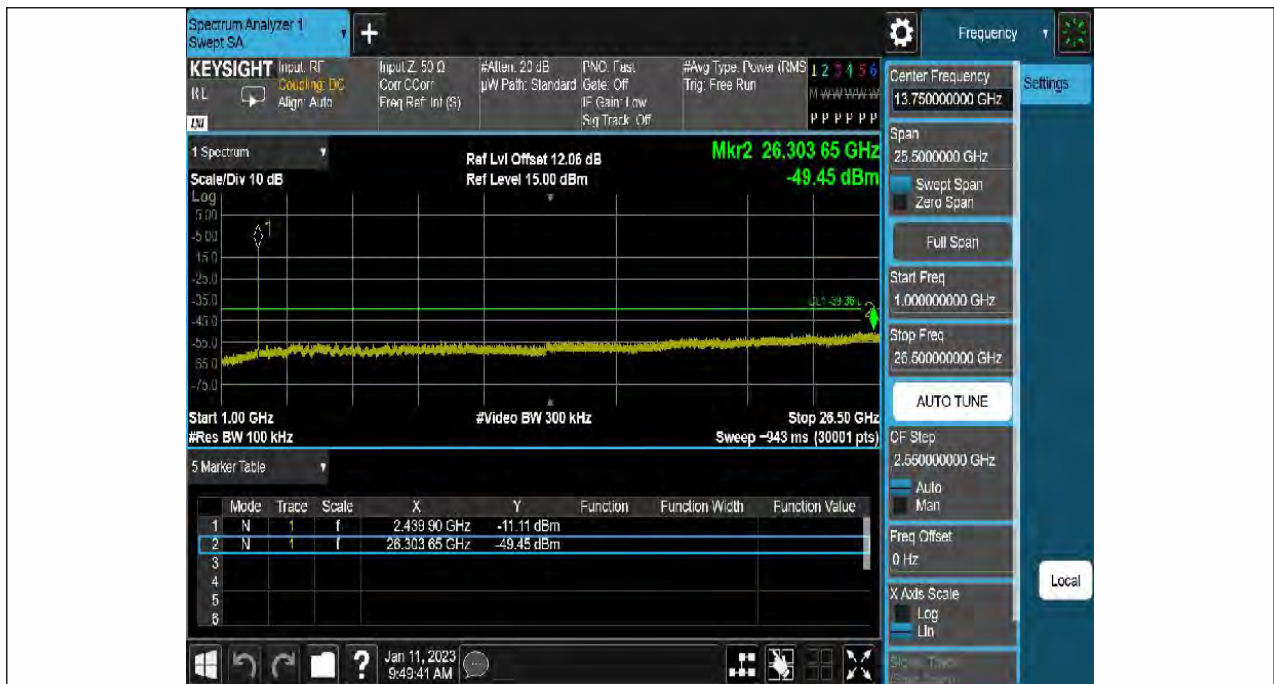 Spectrum Analyzer 1
Swept SA
+
Frequency
KEYSIGHT
Input: RF
Coupling: DC
Align: Auto
Input Z: 50 Ω
Corr CCorr
Freq Ref: Int (S)
#Atten: 20 dB
µW Path: Standard
PNO: Fast
Gate: Off
IF Gain: Low
Sig Track: Off
#Avg Type: Power (RMS
Trig: Free Run
1 2 3 4 5 6
M W W W W W
P P P P P P
Center Frequency
13.750000000 GHz
Settings
Span
25.5000000 GHz
Swept Span
Zero Span
Full Span
Start Freq
1.000000000 GHz
Stop Freq
26.500000000 GHz
AUTO TUNE
CF Step
2.550000000 GHz
Auto
Man
Freq Offset
0 Hz
X Axis Scale
Log
Lin
Local
1 Spectrum
Scale/Div 10 dB
Ref Lvl Offset 12.06 dB
Ref Level 15.00 dBm
Mkr2 26.303 65 GHz
-49.45 dBm
Log
5.00
-5.00
-15.0
-25.0
-35.0
-45.0
-55.0
-65.0
-75.0
1
2
Start 1.00 GHz
#Video BW 300 kHz
Stop 26.50 GHz
#Res BW 100 kHz
Sweep ~943 ms (30001 pts)
5 Marker Table
Mode Trace Scale X Y Function Function Width Function Value
1 N 1 f 2.439 90 GHz -11.11 dBm
2 N 1 f 26.303 65 GHz -49.45 dBm
3
4
5
6
?
Jan 11, 2023
9:49:41 AM